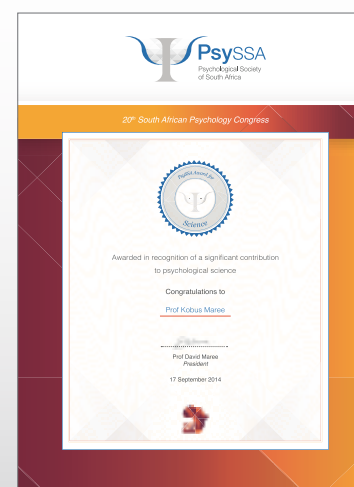 PsySSA
Psychological Society
of South Africa
20th South African Psychology Congress
PsySSA Award for
Science
Awarded in recognition of a significant contribution
to psychological science
Congratulations to
Prof Kobus Maree
Prof David Maree
President
17 September 2014